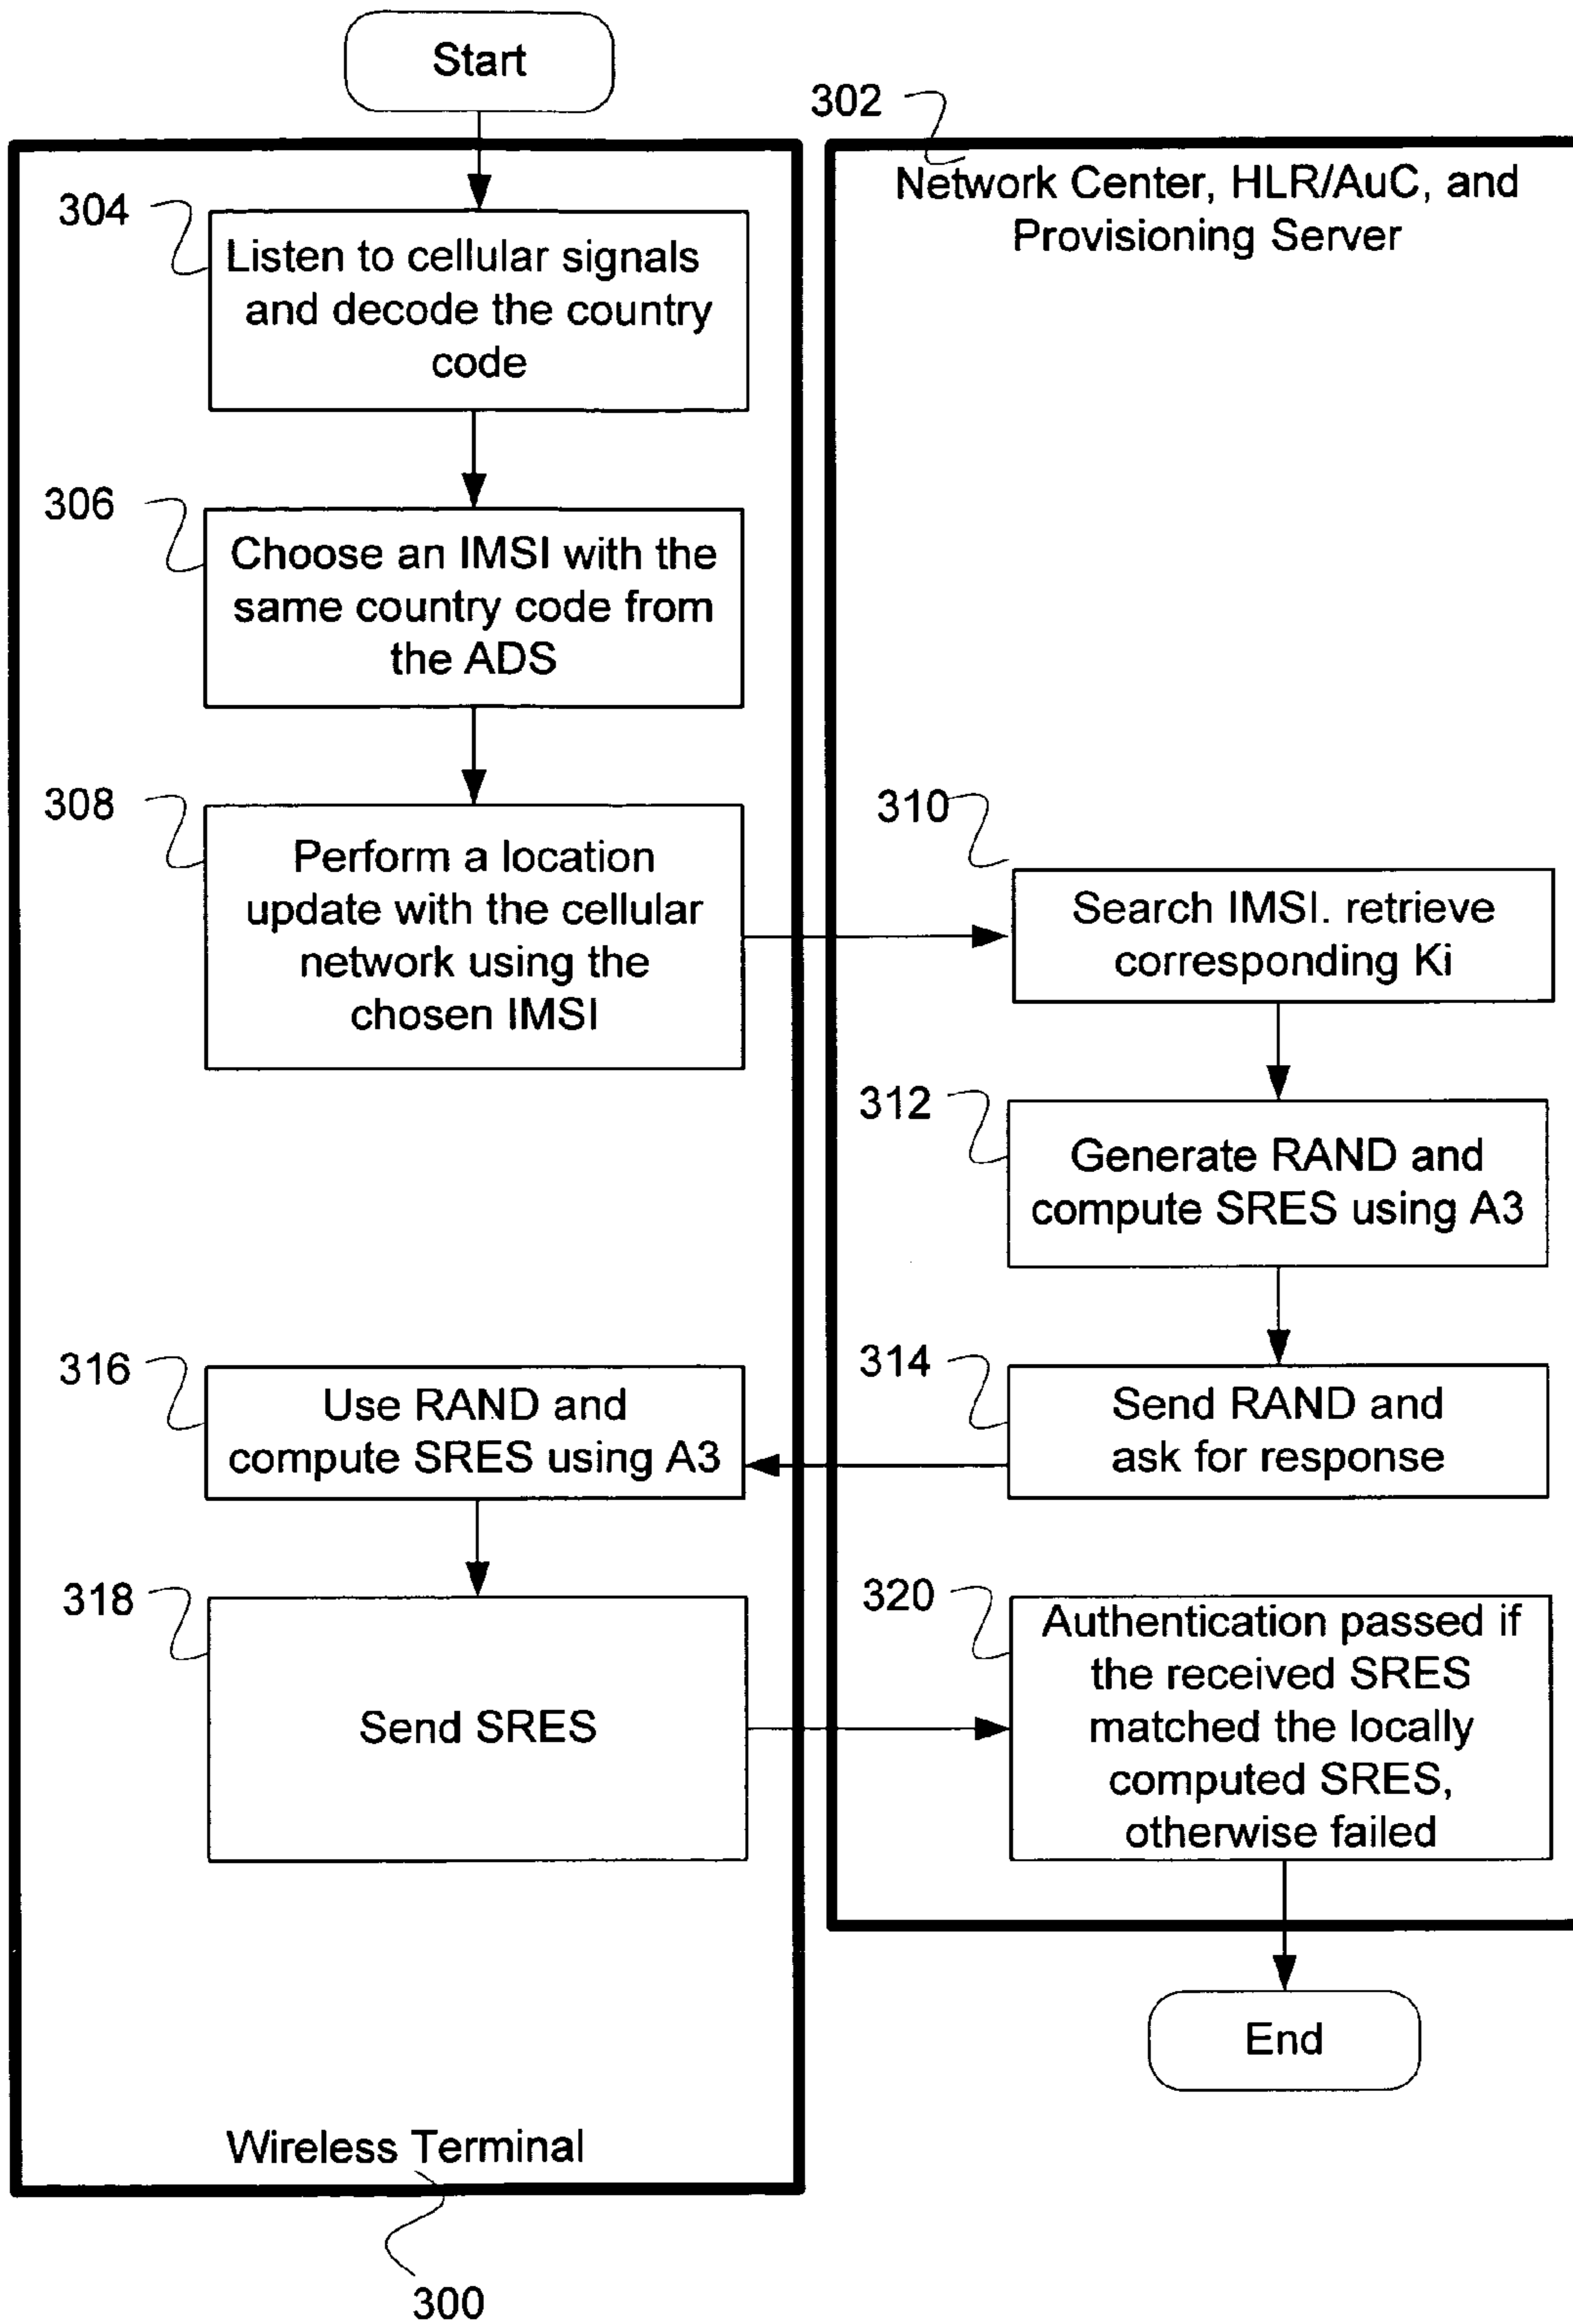 Start
302
Network Center, HLR/AuC, and
Provisioning Server
304
Listen to cellular signals
and decode the country
code
306
Choose an IMSI with the
same country code from
the ADS
308
Perform a location
update with the cellular
network using the
chosen IMSI
310
Search IMSI. retrieve
corresponding Ki
312
Generate RAND and
compute SRES using A3
314
Send RAND and
ask for response
316
Use RAND and
compute SRES using A3
318
Send SRES
320
Authentication passed if
the received SRES
matched the locally
computed SRES,
otherwise failed
End
Wireless Terminal
300